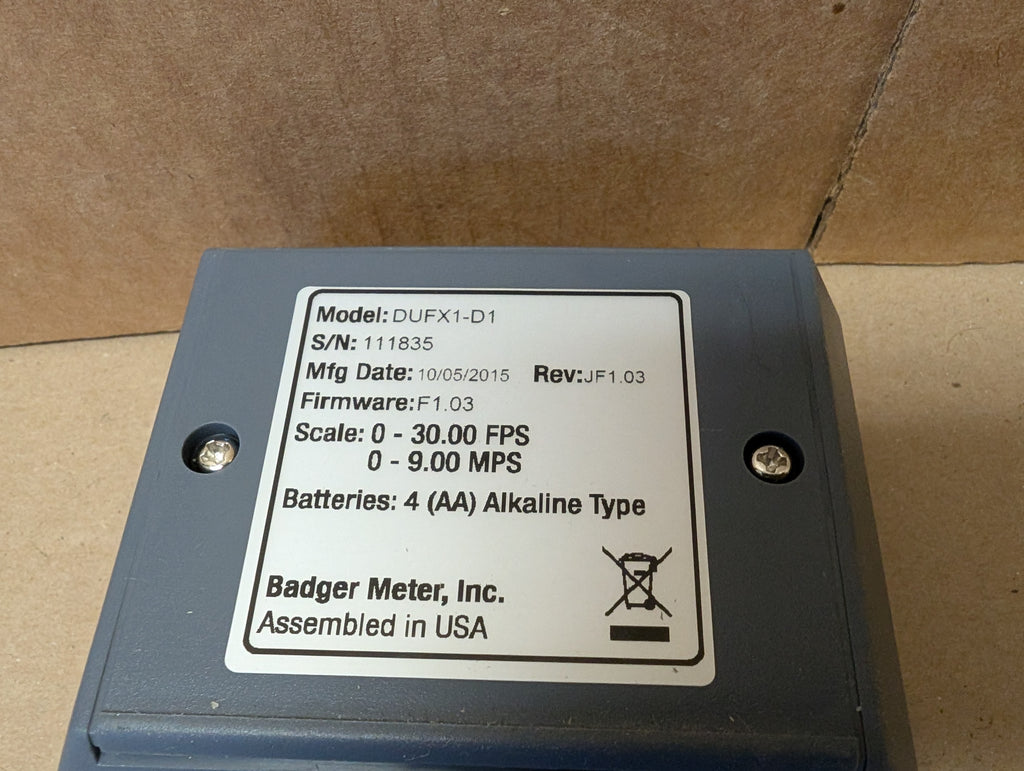 Model: DUFX1-D1
S/N: 111835
Mfg Date: 10/05/2015 Rev: JF1.03
Firmware: F1.03
Scale: 0 - 30.00 FPS
0 - 9.00 MPS
Batteries: 4 (AA) Alkaline Type
Badger Meter, Inc.
Assembled in USA